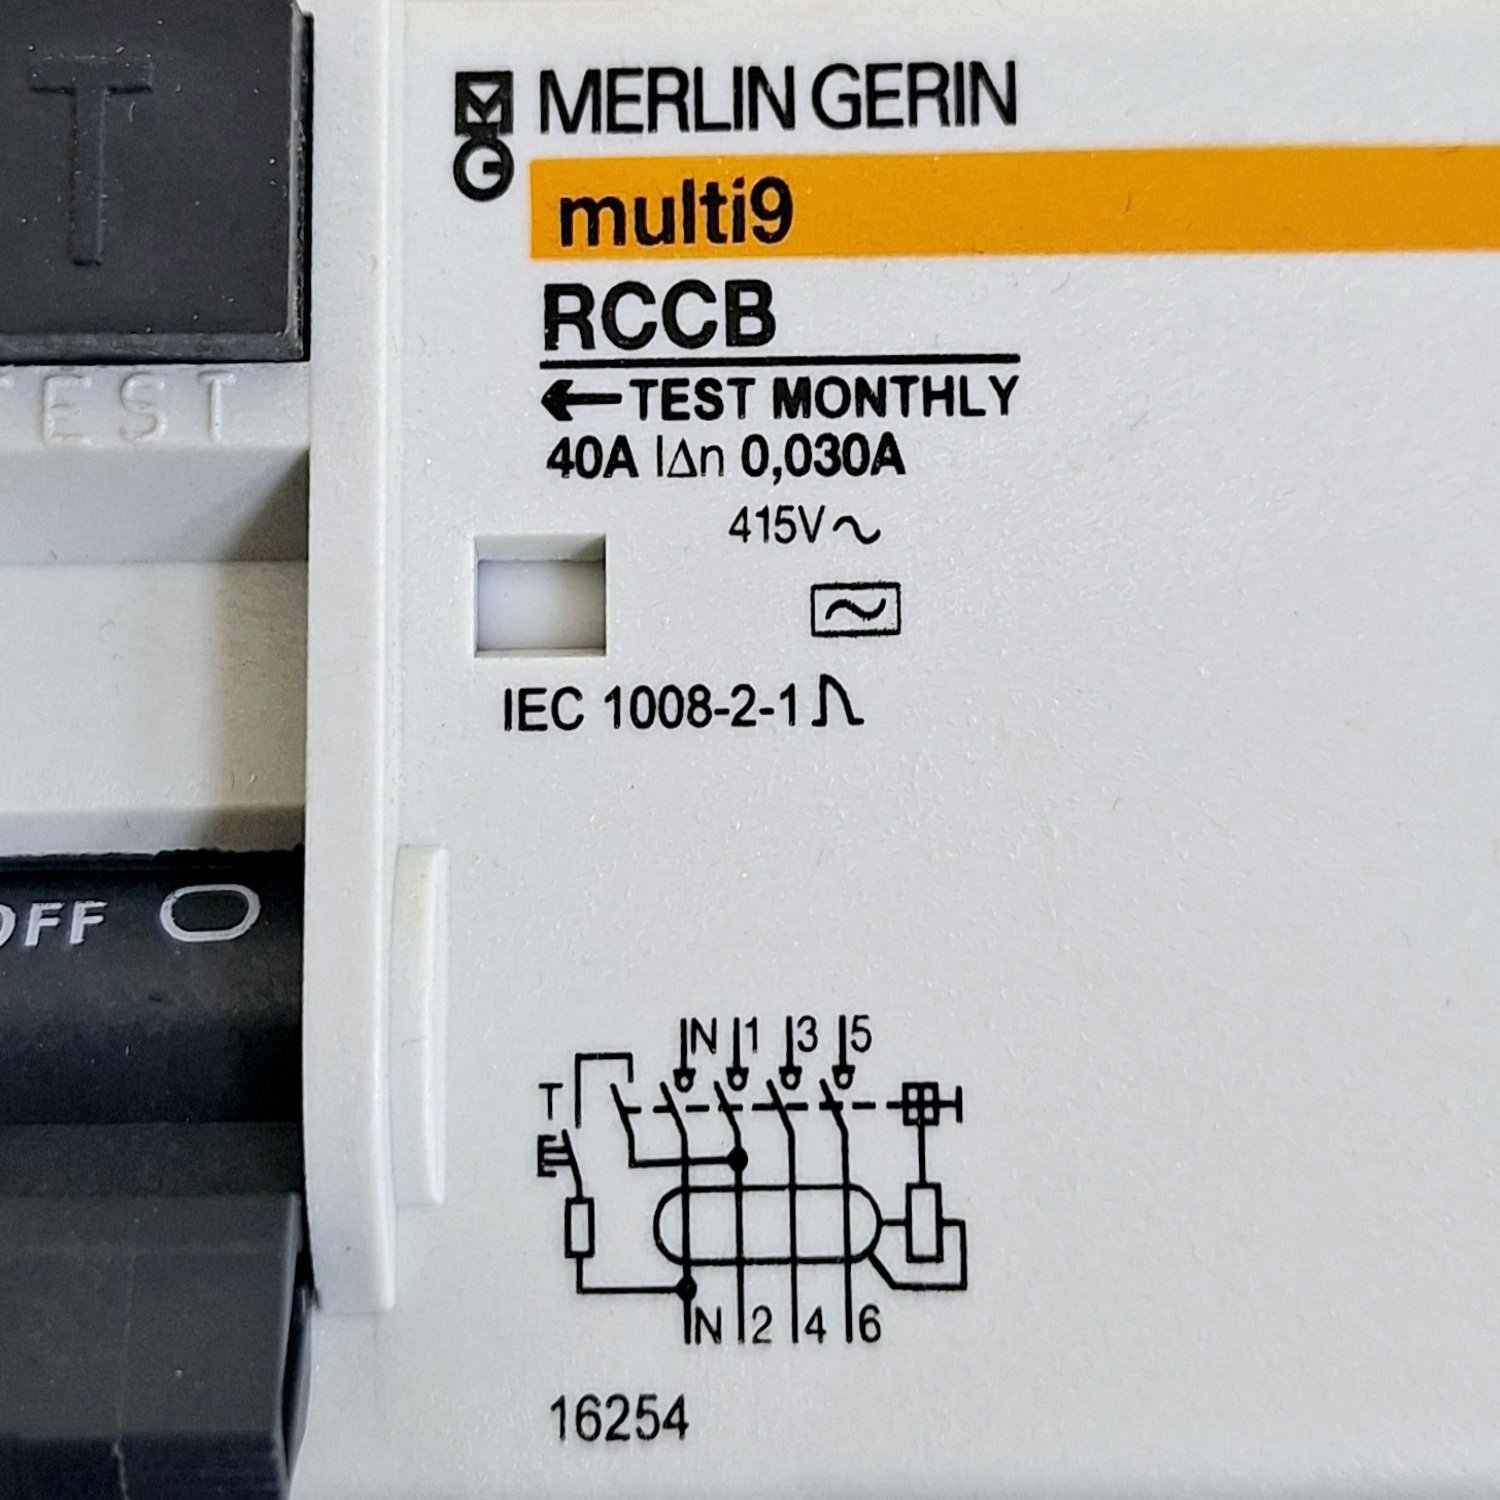 T
TEST
OFF
MG
MERLIN GERIN
multi9
RCCB
←TEST MONTHLY
40A I∆n 0,030A
415V~
~
IEC 1008-2-1
N 1 3 5
T
E
N 2 4 6
16254